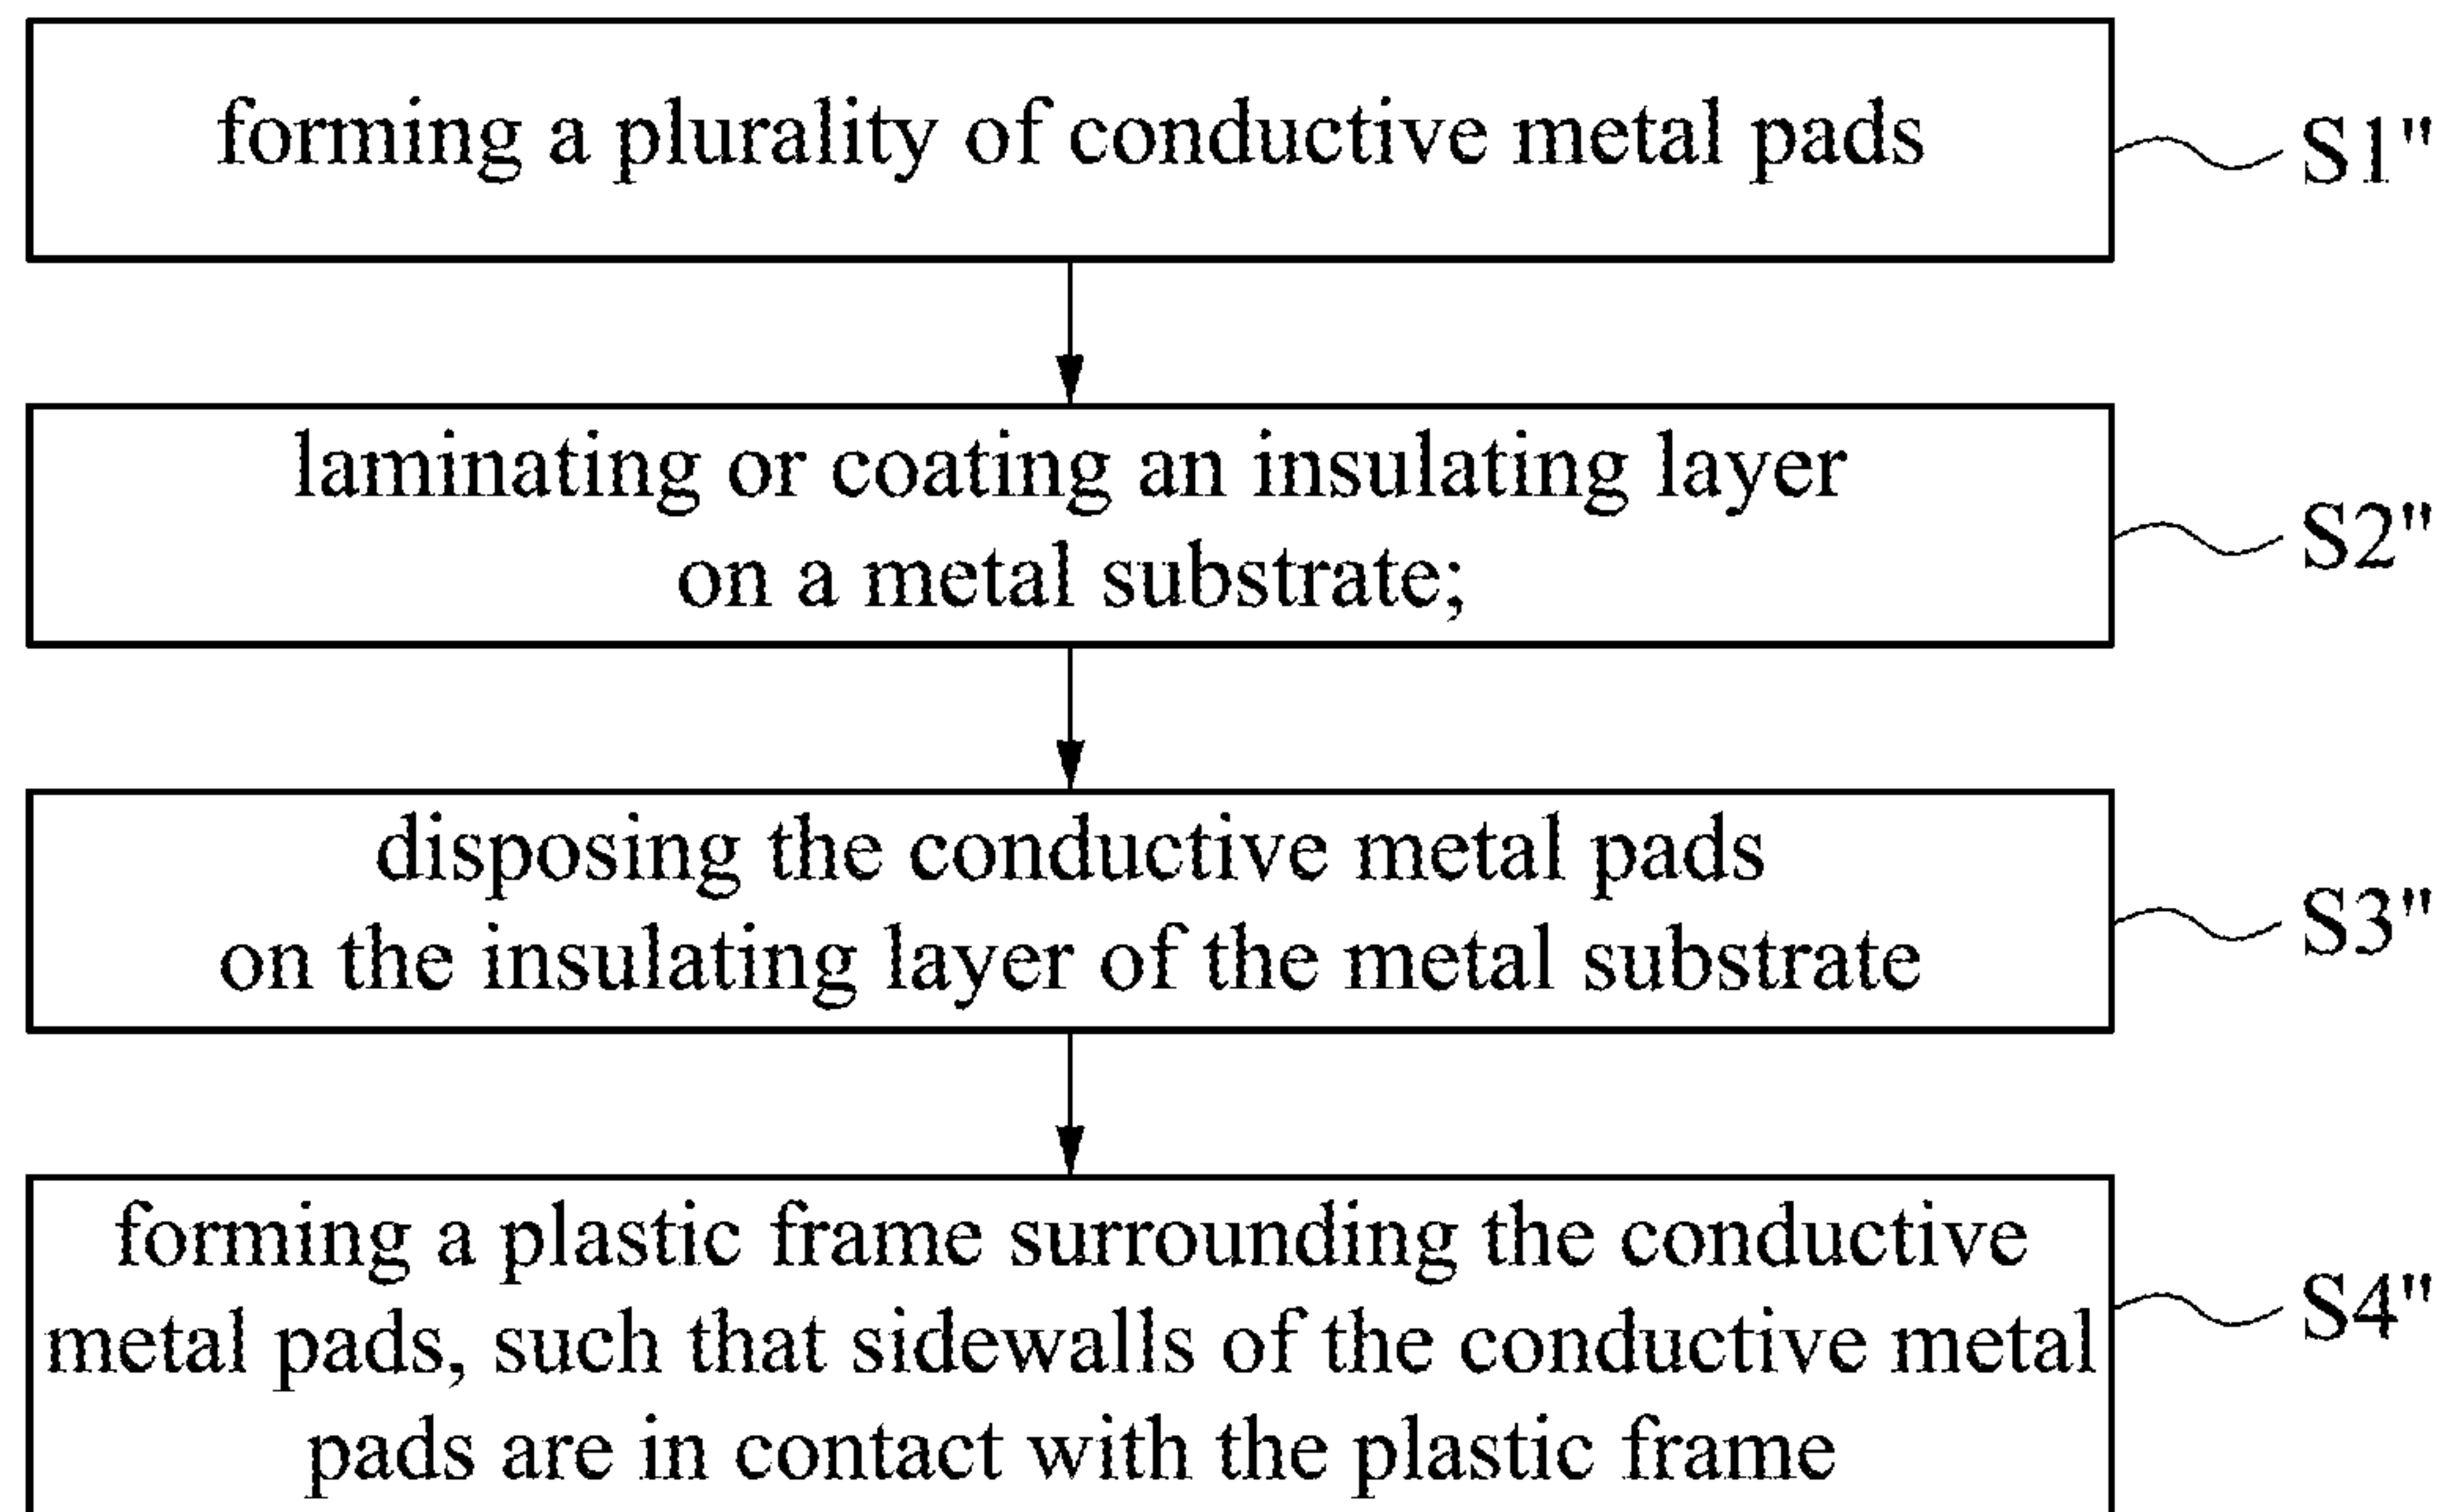 forming a plurality of conductive metal pads
S1"
laminating or coating an insulating layer
on a metal substrate;
S2"
disposing the conductive metal pads
on the insulating layer of the metal substrate
S3"
forming a plastic frame surrounding the conductive
metal pads, such that sidewalls of the conductive metal
pads are in contact with the plastic frame
S4"